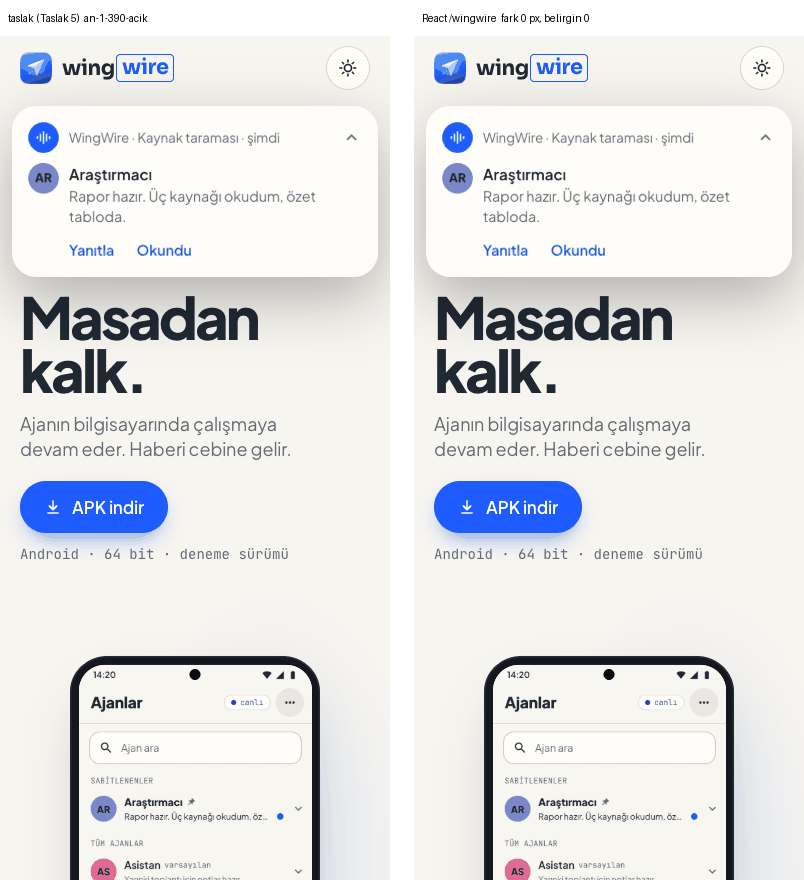 taslak (Taslak 5) an-1-390-acik
wingwire
WingWire · Kaynak taraması · şimdi
AR
Araştırmacı
Rapor hazır. Üç kaynağı okudum, özet
tabloda.
Yanıtla Okundu
Masadan
kalk.
Ajanın bilgisayarında çalışmaya
devam eder. Haberi cebine gelir.
APK indir
Android · 64 bit · deneme sürümü
14:20
Ajanlar
canlı
Ajan ara
SABİTLENENLER
AR
Araştırmacı
Rapor hazır. Üç kaynağı okudum, öz...
TÜM AJANLAR
AS
Asistan varsayılan
React /wingwire fark 0 px, belirgin 0
wingwire
WingWire · Kaynak taraması · şimdi
AR
Araştırmacı
Rapor hazır. Üç kaynağı okudum, özet
tabloda.
Yanıtla Okundu
Masadan
kalk.
Ajanın bilgisayarında çalışmaya
devam eder. Haberi cebine gelir.
APK indir
Android · 64 bit · deneme sürümü
14:20
Ajanlar
canlı
Ajan ara
SABİTLENENLER
AR
Araştırmacı
Rapor hazır. Üç kaynağı okudum, öz...
TÜM AJANLAR
AS
Asistan varsayılan